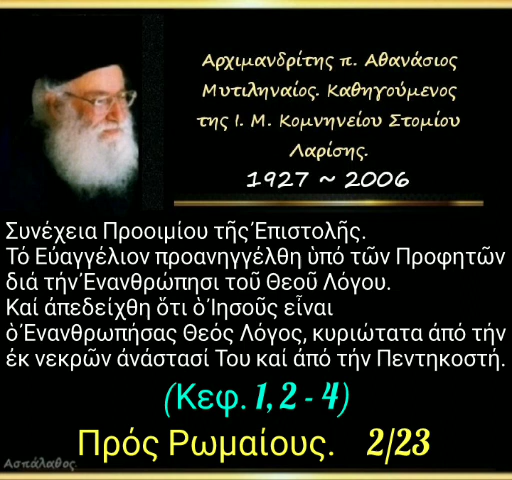 Αρχιμανδρίτης π. Αθανάσιος
Μυτιληναίος. Καθηγούμενος
της Ι. Μ. Κομνηνείου Στομίου
Λαρίσης.
1927 ~ 2006
Συνέχεια Προοιμίου τῆς Ἐπιστολῆς.
Τό Εὐαγγέλιον προανηγγέλθη ὑπό τῶν Προφητῶν
διά τήν Ἐνανθρώπησι τοῦ Θεοῦ Λόγου.
Καί ἀπεδείχθη ὅτι ὁ Ἰησοῦς εἶναι
ὁ Ἐνανθρωπήσας Θεός Λόγος, κυριώτατα ἀπό τήν
ἐκ νεκρῶν ἀνάστασί Του καί ἀπό τήν Πεντηκοστή.
(Κεφ. 1, 2 - 4)
Πρός Ρωμαίους. 2/23
Ασπάλαθος.